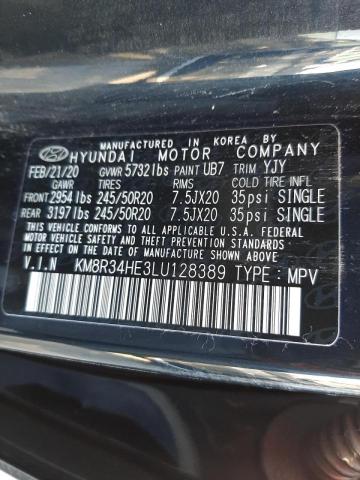 MANUFACTURED IN KOREA BY
HYUNDAI MOTOR COMPANY
FEB/21/20 GVWR 5732lbs PAINT UB7 TRIM YJY
GAWR TIRES RIMS COLD TIRE INFL
FRONT 2954lbs 245/50R20 7.5JX20 35psi SINGLE
REAR 3197lbs 245/50R20 7.5JX20 35psi SINGLE
THIS VEHICLE CONFORMS TO ALL APPLICABLE U.S.A. FEDERAL
MOTOR VEHICLE SAFETY STANDARDS IN EFFECT ON THE DATE OF
MANUFACTURE SHOWN ABOVE
V.I.N KM8R34HE3LU128389 TYPE : MPV